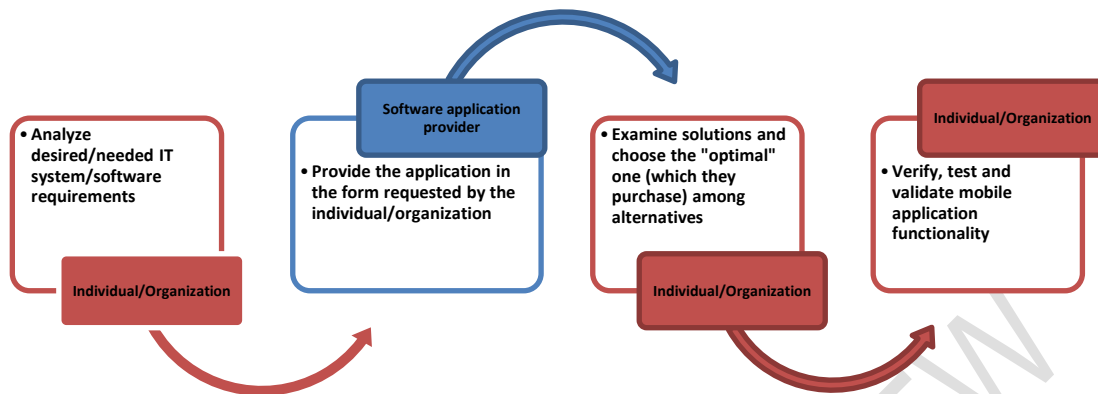 • Analyze
desired/needed IT
system/software
requirements
Individual/Organization
Software application
provider
• Provide the application in
the form requested by the
individual/organization
• Examine solutions and
choose the "optimal"
one (which they
purchase) among
alternatives
Individual/Organization
Individual/Organization
• Verify, test and
validate mobile
application
functionality